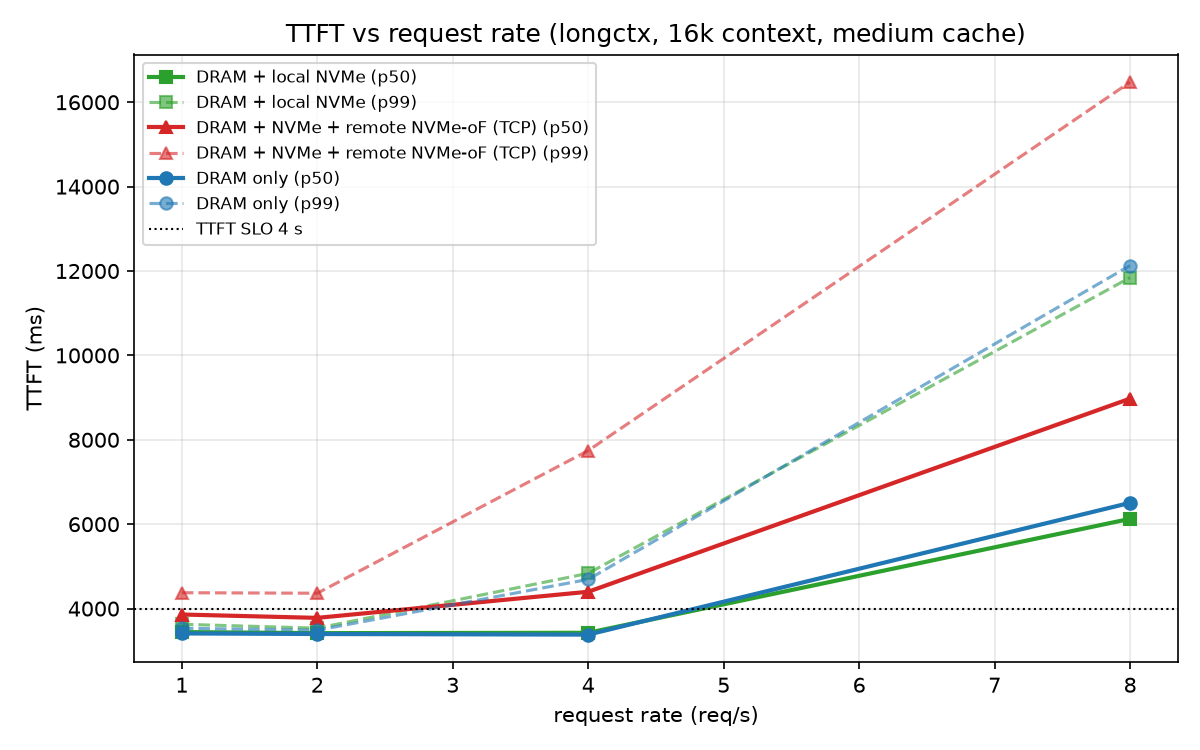 TTFT vs request rate (longctx, 16k context, medium cache)
DRAM + local NVMe (p50)
DRAM + local NVMe (p99)
DRAM + NVMe + remote NVMe-oF (TCP) (p50)
DRAM + NVMe + remote NVMe-oF (TCP) (p99)
DRAM only (p50)
DRAM only (p99)
TTFT SLO 4 s
TTFT (ms)
16000
14000
12000
10000
8000
6000
4000
1 2 3 4 5 6 7 8
request rate (req/s)